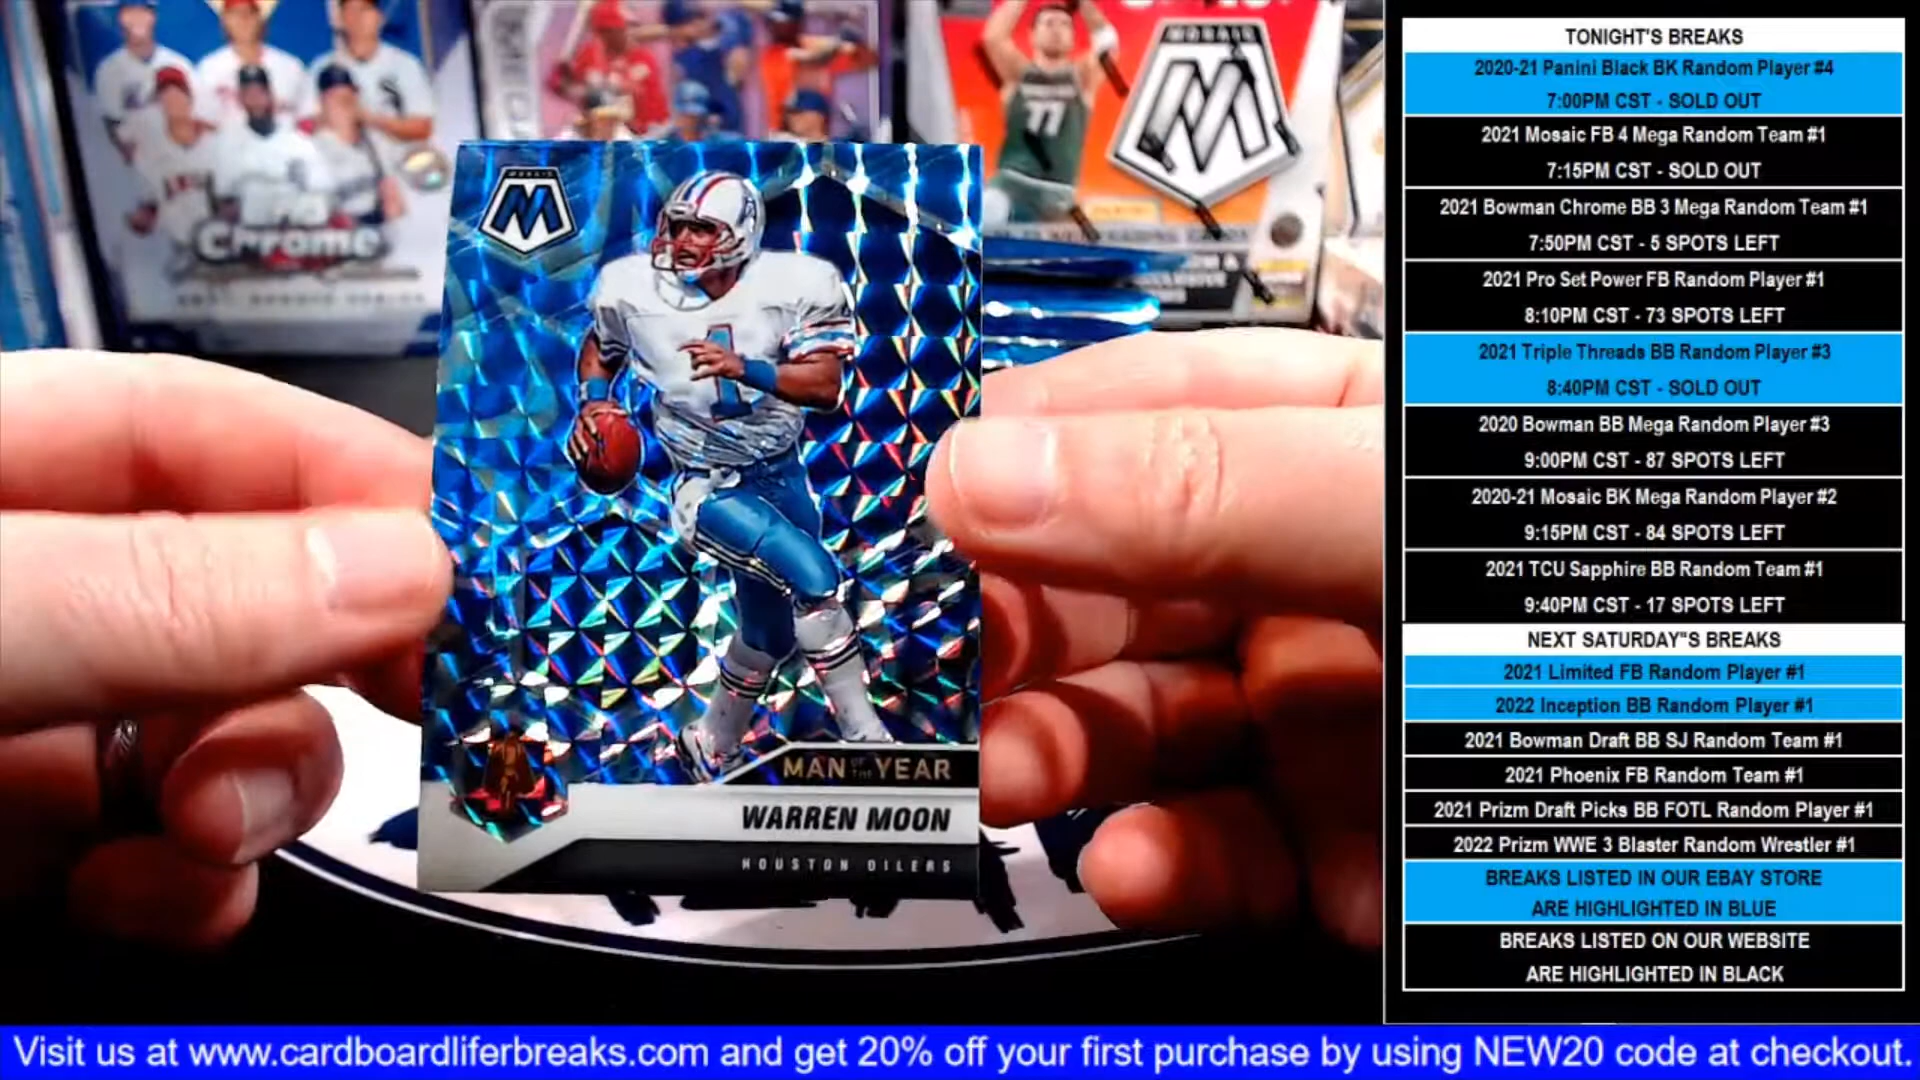 Chrome
MOSAIC
77
MOSAIC
1
MAN OF THE YEAR
WARREN MOON
HOUSTON OILERS
TONIGHT'S BREAKS
2020-21 Panini Black BK Random Player #4
7:00PM CST - SOLD OUT
2021 Mosaic FB 4 Mega Random Team #1
7:15PM CST - SOLD OUT
2021 Bowman Chrome BB 3 Mega Random Team #1
7:50PM CST - 5 SPOTS LEFT
2021 Pro Set Power FB Random Player #1
8:10PM CST - 73 SPOTS LEFT
2021 Triple Threads BB Random Player #3
8:40PM CST - SOLD OUT
2020 Bowman BB Mega Random Player #3
9:00PM CST - 87 SPOTS LEFT
2020-21 Mosaic BK Mega Random Player #2
9:15PM CST - 84 SPOTS LEFT
2021 TCU Sapphire BB Random Team #1
9:40PM CST - 17 SPOTS LEFT
NEXT SATURDAY"S BREAKS
2021 Limited FB Random Player #1
2022 Inception BB Random Player #1
2021 Bowman Draft BB SJ Random Team #1
2021 Phoenix FB Random Team #1
2021 Prizm Draft Picks BB FOTL Random Player #1
2022 Prizm WWE 3 Blaster Random Wrestler #1
BREAKS LISTED IN OUR EBAY STORE
ARE HIGHLIGHTED IN BLUE
BREAKS LISTED ON OUR WEBSITE
ARE HIGHLIGHTED IN BLACK
Visit us at www.cardboardliferbreaks.com and get 20% off your first purchase by using NEW20 code at checkout.